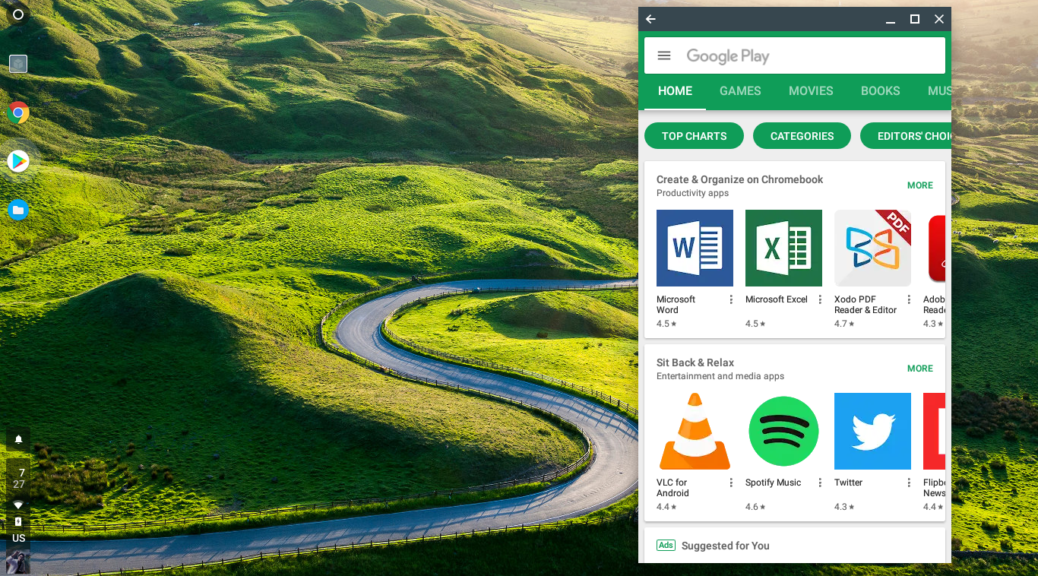 Google Play
HOME GAMES MOVIES BOOKS MUS
TOP CHARTS CATEGORIES EDITORS' CHOI
Create & Organize on Chromebook
Productivity apps
MORE
W
X
PDF
Microsoft
Word
4.5
Microsoft Excel
4.5
Xodo PDF
Reader & Editor
4.7
Adob
Reade
4.3
Sit Back & Relax
Entertainment and media apps
MORE
VLC for
Android
4.4
Spotify Music
4.6
Twitter
4.3
Flipbo
News
4.4
Ads Suggested for You
7
27
US